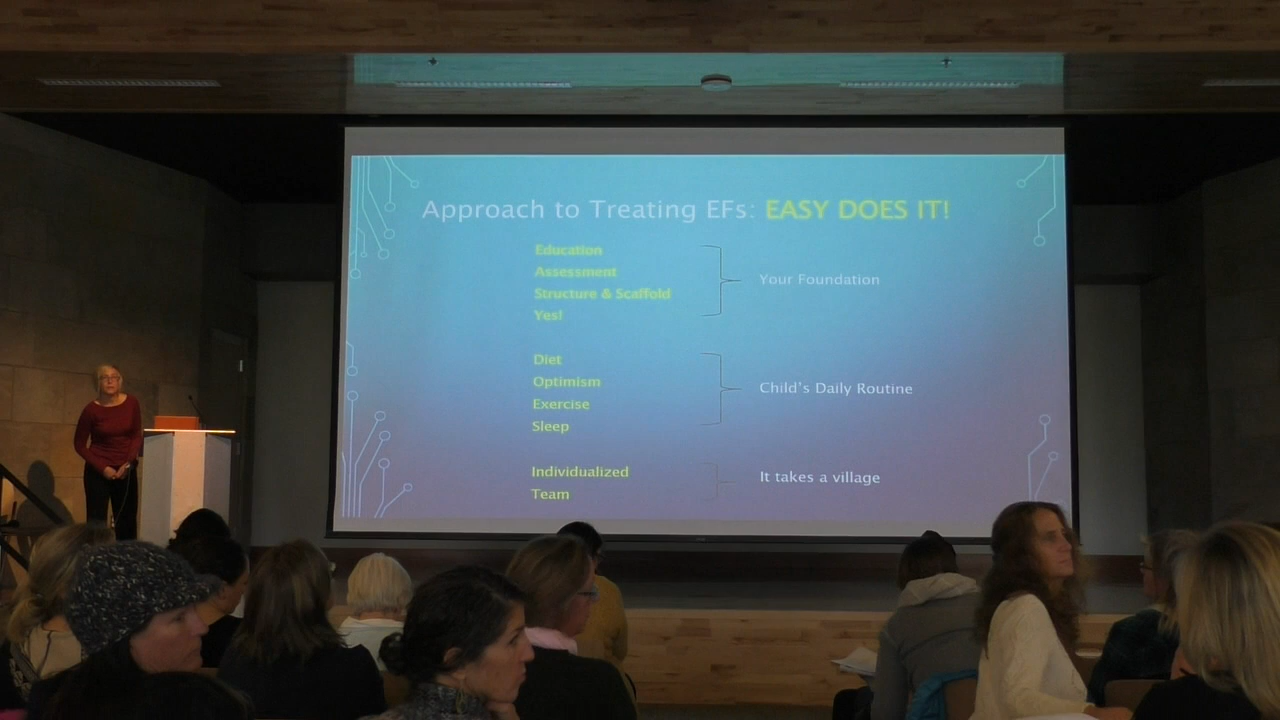 Approach to Treating EFs: EASY DOES IT!
Education
Assessment
Structure & Scaffold
Yes!
Your Foundation
Diet
Optimism
Exercise
Sleep
Child's Daily Routine
Individualized
Team
It takes a village